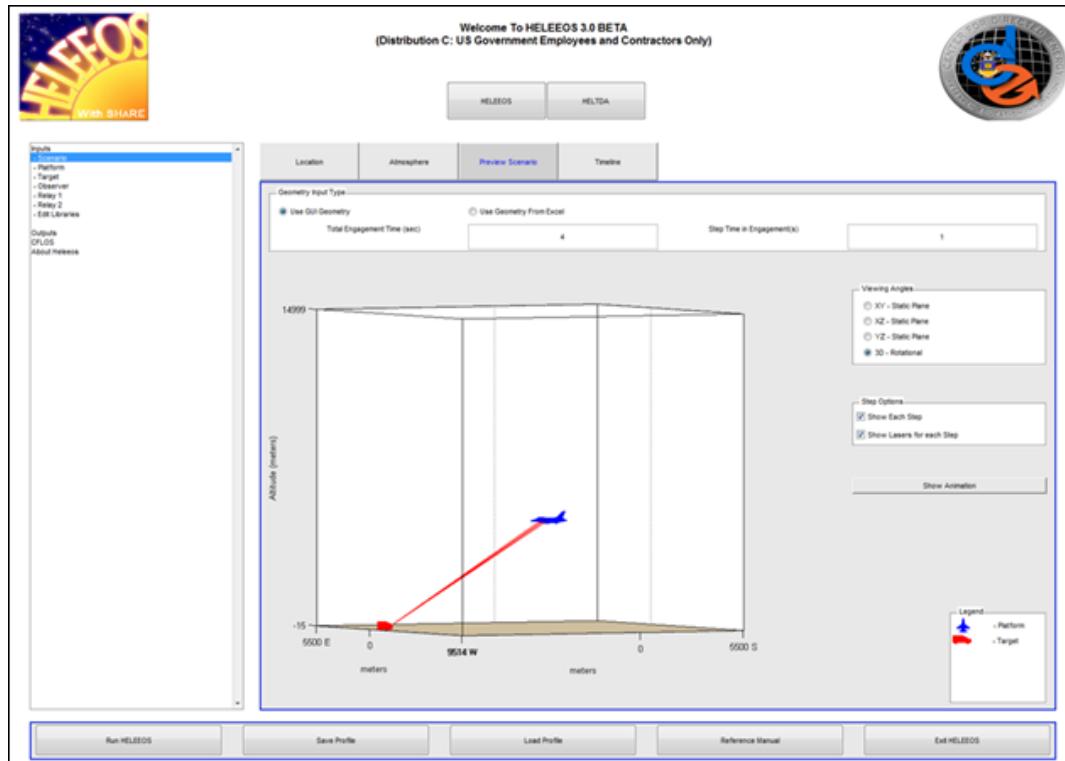 Welcome To HELEEOS 3.0 BETA
(Distribution C: US Government Employees and Contractors Only)
HELEEOS
With SHARE
CENTER FOR DIRECTED ENERGY
HELEEOS
HELTDA
Inputs
- Scenario
- Platform
- Target
- Observer
- Relay 1
- Relay 2
- Edit Libraries
Outputs
CFLOS
About Heleeos
Location
Atmosphere
Preview Scenario
Timeline
Geometry Input Type
Use GUI Geometry
Use Geometry From Excel
Total Engagement Time (sec)
4
Step Time in Engagement(s)
1
Viewing Angles
XY - Static Plane
XZ - Static Plane
YZ - Static Plane
3D - Rotational
Step Options
Show Each Step
Show Lasers for each Step
Show Animation
14999
Altitude (meters)
-15
5500 E
0
9514 W
0
5500 S
meters
meters
Legend
- Platform
- Target
Run HELEEOS
Save Profile
Load Profile
Reference Manual
Exit HELEEOS